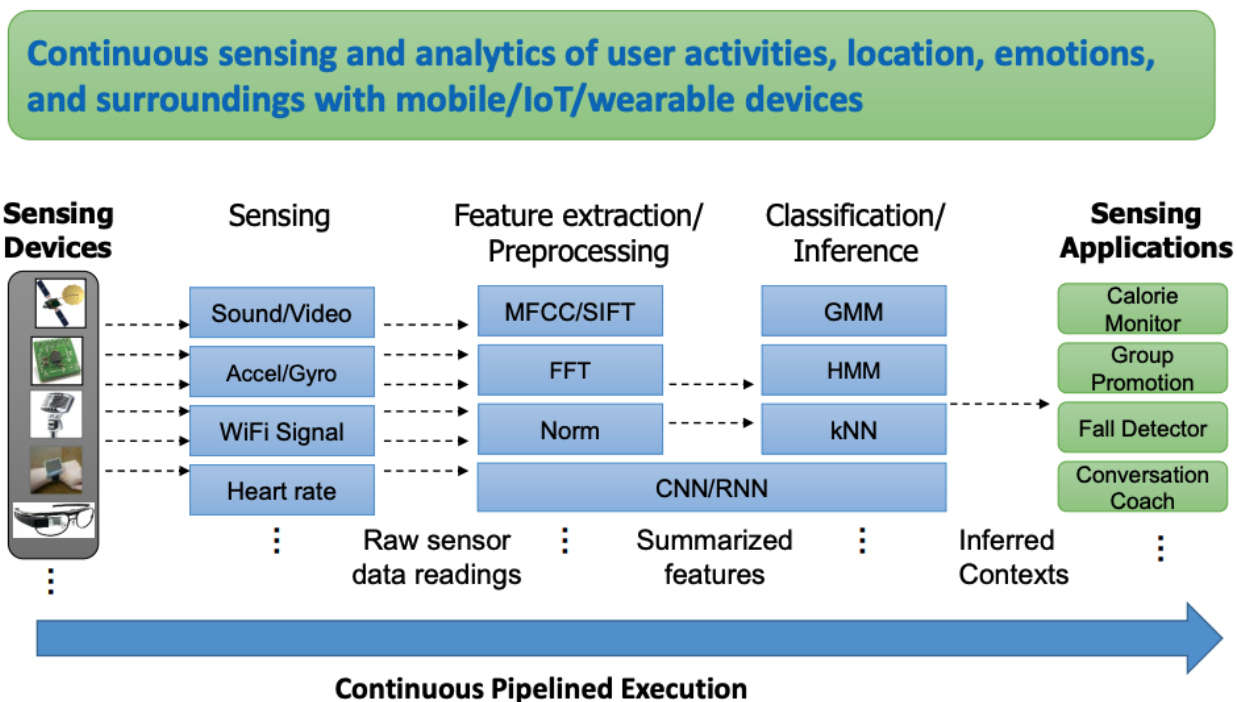 Continuous sensing and analytics of user activities, location, emotions,
and surroundings with mobile/IoT/wearable devices
Sensing
Devices
Sensing
Feature extraction/
Preprocessing
Classification/
Inference
Sensing
Applications
Sound/Video
MFCC/SIFT
GMM
Calorie
Monitor
Accel/Gyro
FFT
HMM
Group
Promotion
WiFi Signal
Norm
kNN
Fall Detector
Heart rate
CNN/RNN
Conversation
Coach
Raw sensor
data readings
Summarized
features
Inferred
Contexts
Continuous Pipelined Execution